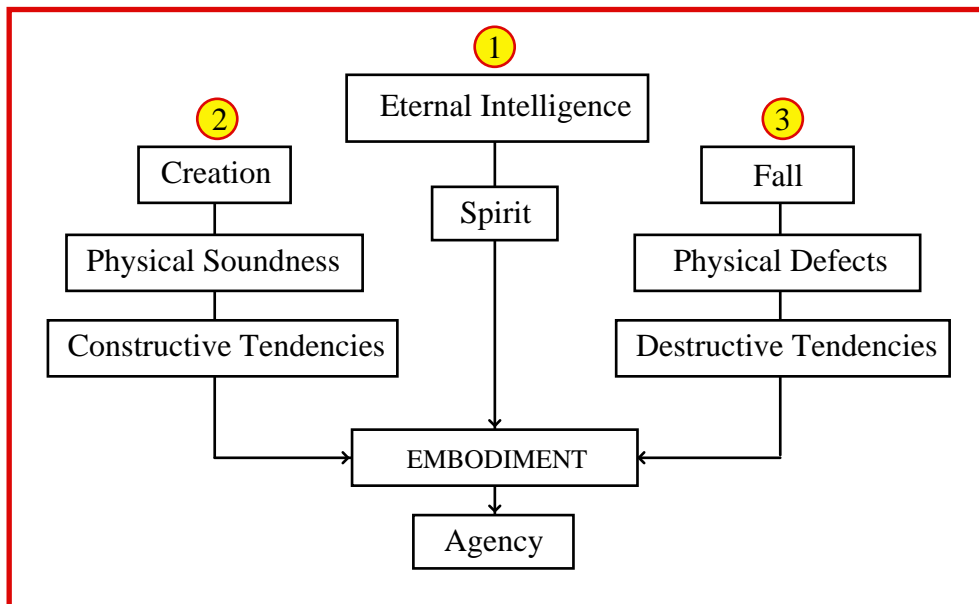 1
Eternal Intelligence
2
3
Creation
Fall
Spirit
Physical Soundness
Physical Defects
Constructive Tendencies
Destructive Tendencies
EMBODIMENT
Agency